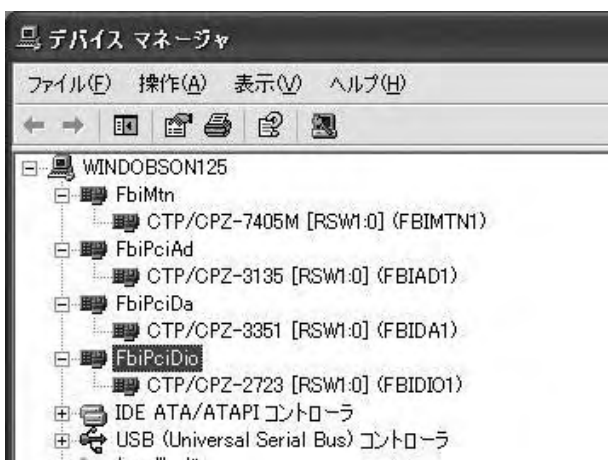 デバイス マネージャ
ファイル(F) 操作(A) 表示(V) ヘルプ(H)
WINDOBSON125
FbiMtn
CTP/CPZ-7405M [RSW1:0] (FBIMTN1)
FbiPciAd
CTP/CPZ-3135 [RSW1:0] (FBIAD1)
FbiPciDa
CTP/CPZ-3351 [RSW1:0] (FBIDA1)
FbiPciDio
CTP/CPZ-2723 [RSW1:0] (FBIDIO1)
IDE ATA/ATAPI コントローラ
USB (Universal Serial Bus) コントローラ